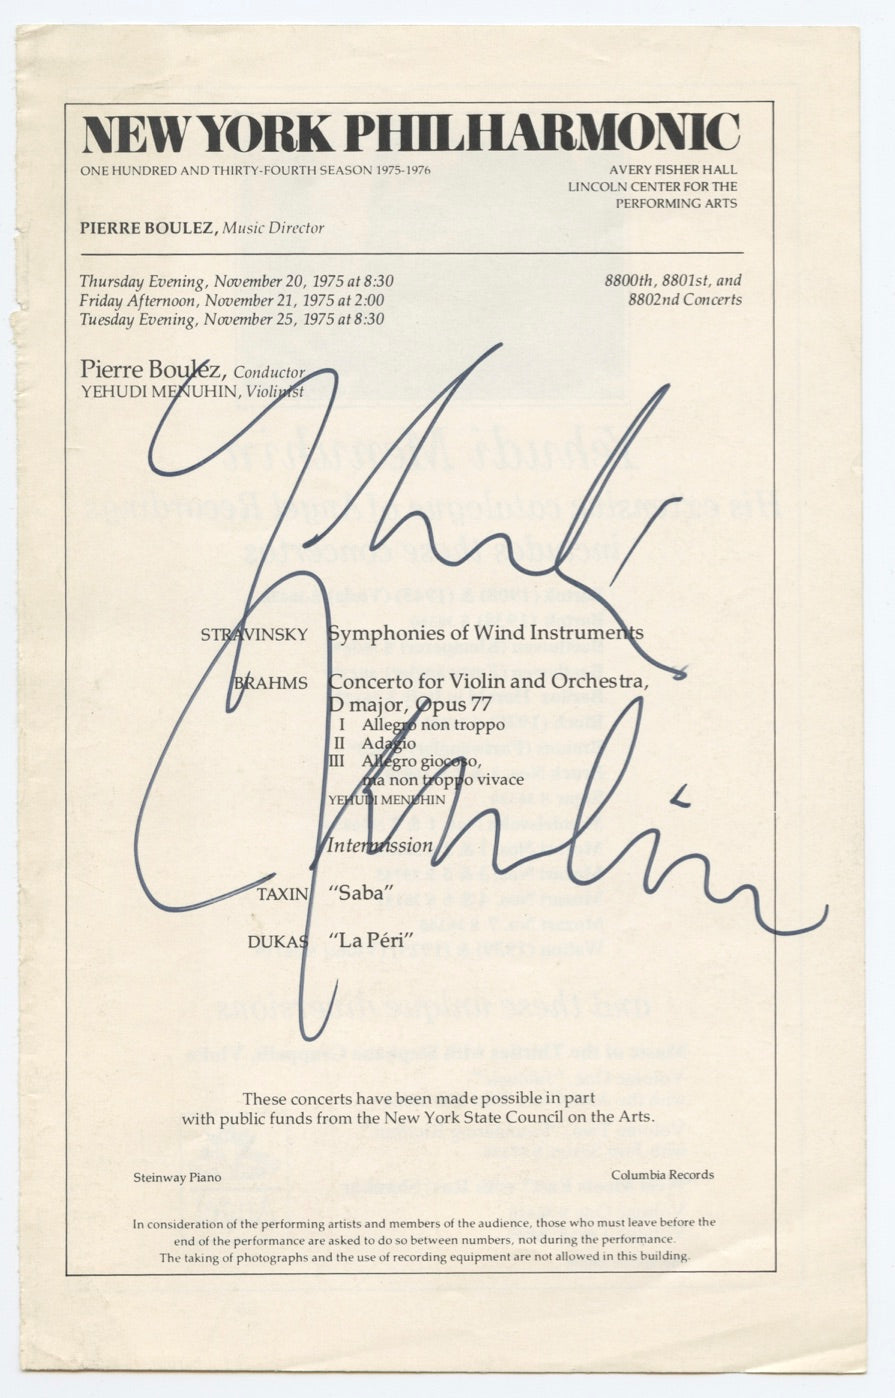 NEW YORK PHILHARMONIC
ONE HUNDRED AND THIRTY-FOURTH SEASON 1975-1976
AVERY FISHER HALL
LINCOLN CENTER FOR THE
PERFORMING ARTS
PIERRE BOULEZ, Music Director
Thursday Evening, November 20, 1975 at 8:30
Friday Afternoon, November 21, 1975 at 2:00
Tuesday Evening, November 25, 1975 at 8:30
8800th, 8801st, and
8802nd Concerts
Pierre Boulez, Conductor
YEHUDI MENUHIN, Violinist
Yehudi
Menuhin
STRAVINSKY Symphonies of Wind Instruments
BRAHMS Concerto for Violin and Orchestra,
D major, Opus 77
I Allegro non troppo
II Adagio
III Allegro giocoso,
ma non troppo vivace
YEHUDI MENUHIN
Intermission
TAXIN "Saba"
DUKAS "La Péri"
These concerts have been made possible in part
with public funds from the New York State Council on the Arts.
Steinway Piano
Columbia Records
In consideration of the performing artists and members of the audience, those who must leave before the
end of the performance are asked to do so between numbers, not during the performance.
The taking of photographs and the use of recording equipment are not allowed in this building.